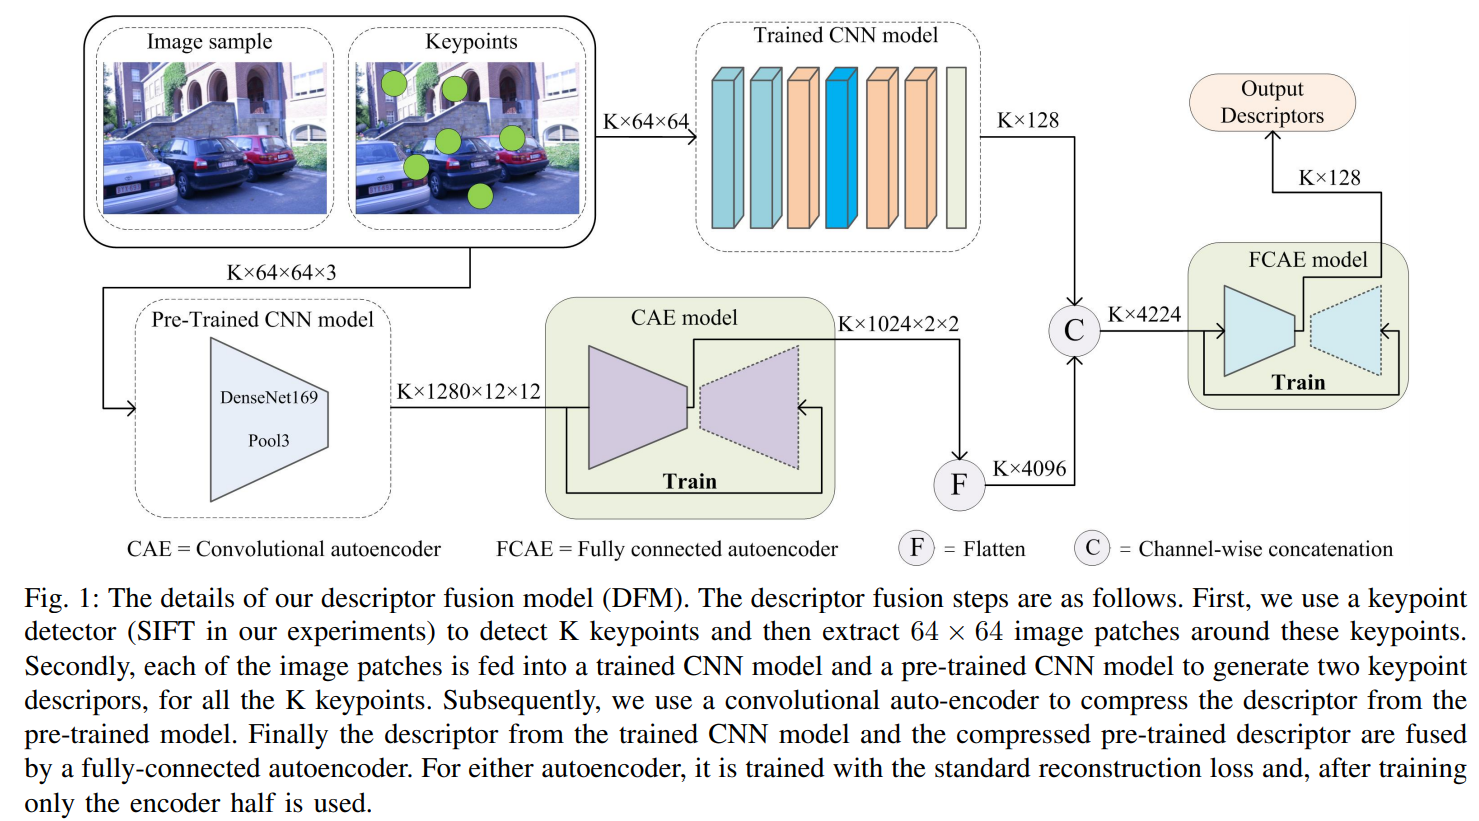 Image sample
Keypoints
Trained CNN model
K×64×64
K×128
Output
Descriptors
K×128
K×64×64×3
FCAE model
Pre-Trained CNN model
CAE model
K×1024×2×2
C
K×4224
DenseNet169
K×1280×12×12
Train
Pool3
Train
F
K×4096
CAE = Convolutional autoencoder
FCAE = Fully connected autoencoder
F = Flatten
C = Channel-wise concatenation
Fig. 1: The details of our descriptor fusion model (DFM). The descriptor fusion steps are as follows. First, we use a keypoint
detector (SIFT in our experiments) to detect K keypoints and then extract 64 × 64 image patches around these keypoints.
Secondly, each of the image patches is fed into a trained CNN model and a pre-trained CNN model to generate two keypoint
descripors, for all the K keypoints. Subsequently, we use a convolutional auto-encoder to compress the descriptor from the
pre-trained model. Finally the descriptor from the trained CNN model and the compressed pre-trained descriptor are fused
by a fully-connected autoencoder. For either autoencoder, it is trained with the standard reconstruction loss and, after training
only the encoder half is used.